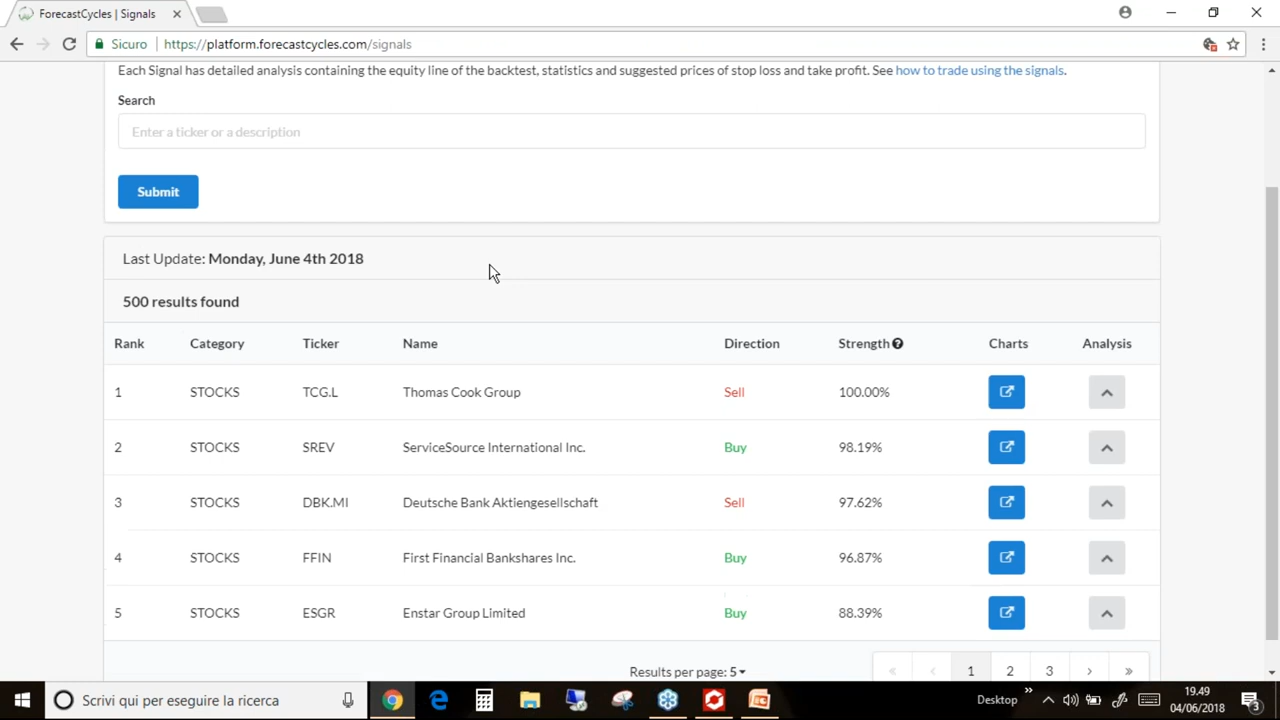 ForecastCycles | Signals
Sicuro https://platform.forecastcycles.com/signals
Each Signal has detailed analysis containing the equity line of the backtest, statistics and suggested prices of stop loss and take profit. See how to trade using the signals.
Search
Enter a ticker or a description
Submit
Last Update: Monday, June 4th 2018
500 results found
Rank Category Ticker Name Direction Strength Charts Analysis
1 STOCKS TCG.L Thomas Cook Group Sell 100.00%
2 STOCKS SREV ServiceSource International Inc. Buy 98.19%
3 STOCKS DBK.MI Deutsche Bank Aktiengesellschaft Sell 97.62%
4 STOCKS FFIN First Financial Bankshares Inc. Buy 96.87%
5 STOCKS ESGR Enstar Group Limited Buy 88.39%
Results per page: 5 « ‹ 1 2 3 › »
Scrivi qui per eseguire la ricerca Desktop » 19.49
04/06/2018 3